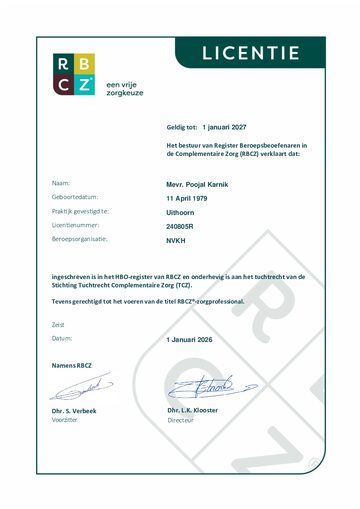 LICENTIE
R B
C Z
een vrije
zorgkeuze
Geldig tot: 1 januari 2027
Het bestuur van Register Beroepsbeoefenaren in
de Complementaire Zorg (RBCZ) verklaart dat:
Naam: Mevr. Poojal Karnik
Geboortedatum: 11 April 1979
Praktijk gevestigd te: Uithoorn
Licentienummer: 240805R
Beroepsorganisatie: NVKH
ingeschreven is in het HBO-register van RBCZ en onderhevig is aan het tuchtrecht van de
Stichting Tuchtrecht Complementaire Zorg (TCZ).
Tevens gerechtigd tot het voeren van de titel RBCZ®-zorgprofessional.
Zeist
Datum: 1 Januari 2026
Namens RBCZ
Dhr. S. Verbeek Dhr. L.K. Klooster
Voorzitter Directeur